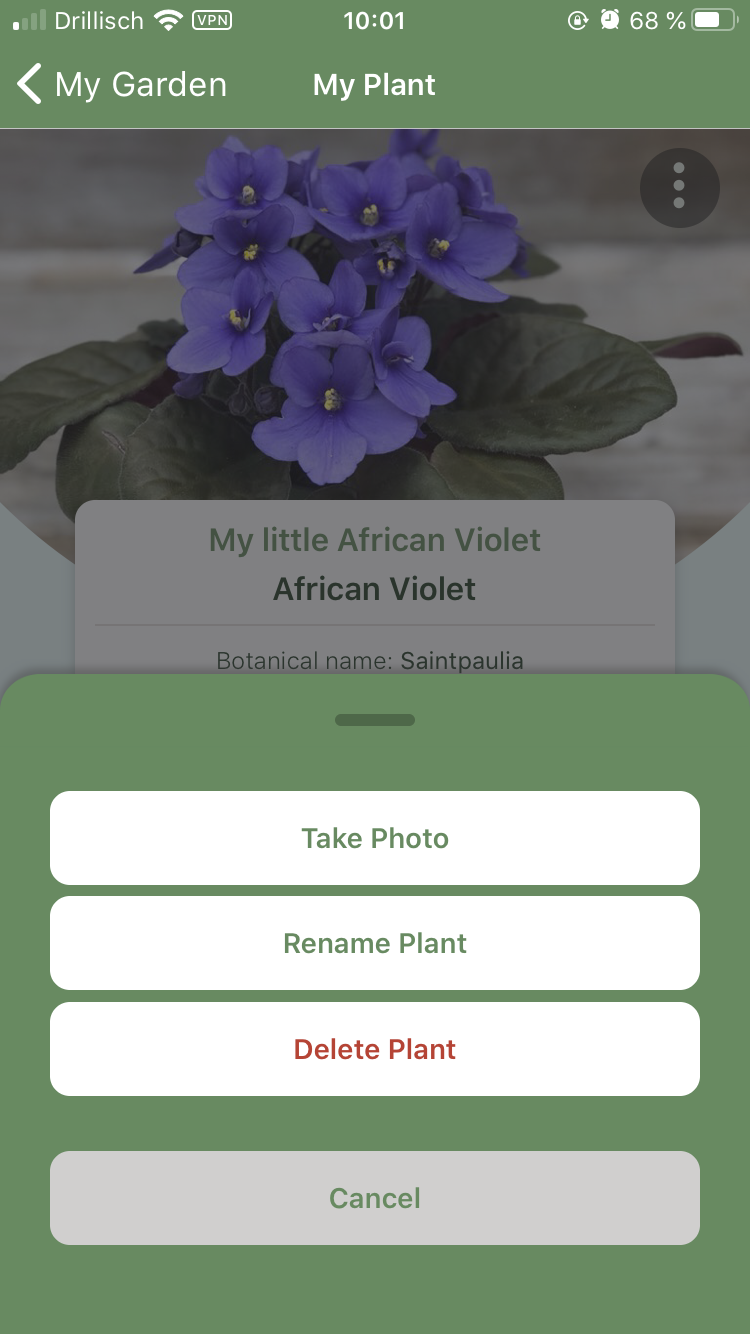 Drillisch VPN 10:01 68 %
My Garden My Plant
My little African Violet
African Violet
Botanical name: Saintpaulia
Take Photo
Rename Plant
Delete Plant
Cancel